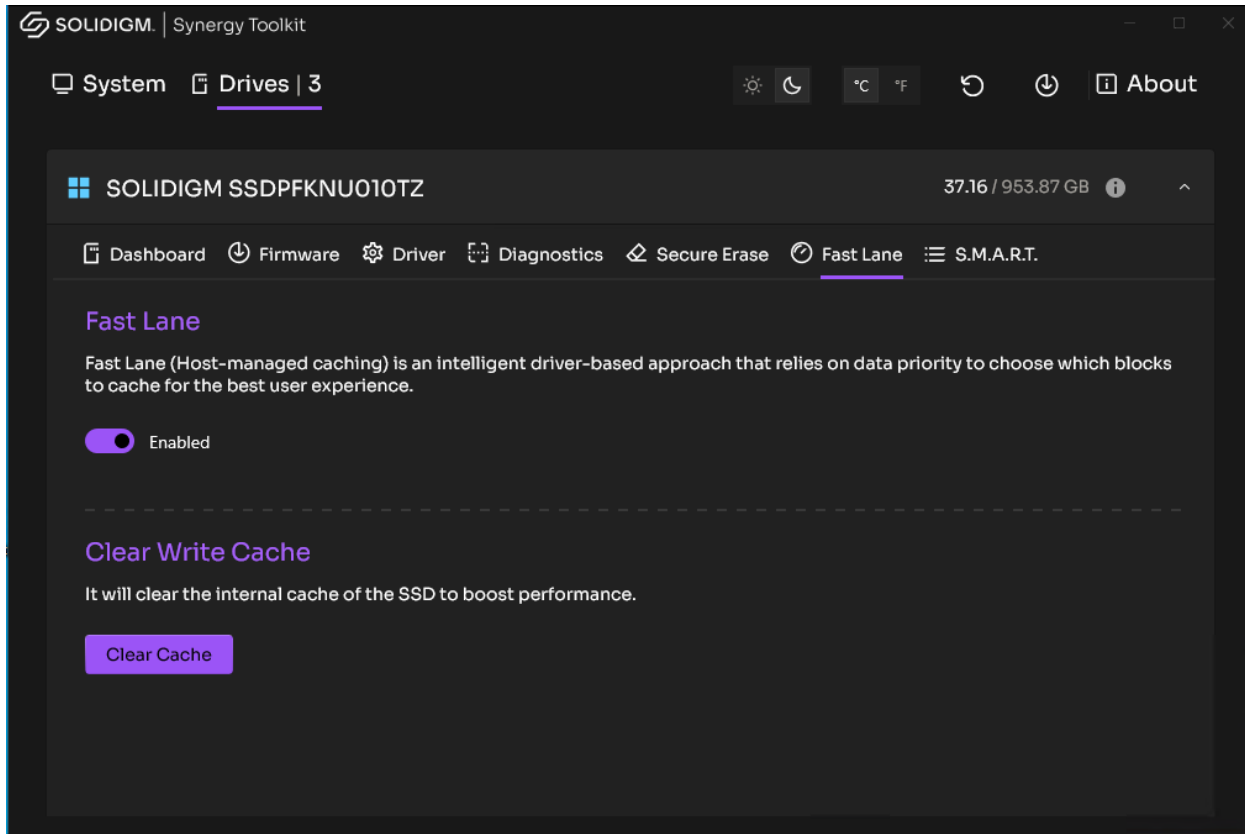 SOLIDIGM. | Synergy Toolkit
System Drives | 3 °C °F About
SOLIDIGM SSDPFKNU010TZ 37.16 / 953.87 GB
Dashboard Firmware Driver Diagnostics Secure Erase Fast Lane S.M.A.R.T.
Fast Lane
Fast Lane (Host-managed caching) is an intelligent driver-based approach that relies on data priority to choose which blocks
to cache for the best user experience.
Enabled
Clear Write Cache
It will clear the internal cache of the SSD to boost performance.
Clear Cache